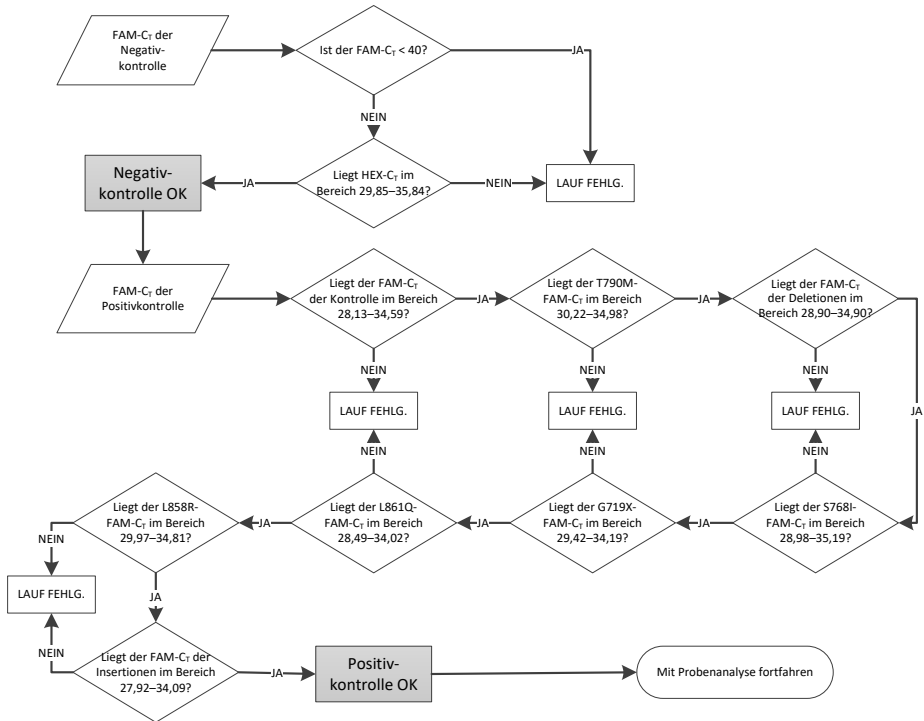 FAM-CT der
Negativ-
kontrolle
Ist der FAM-CT < 40?
JA
NEIN
Negativ-
kontrolle OK
JA
Liegt HEX-CT im
Bereich 29,85–35,84?
NEIN
LAUF FEHLG.
FAM-CT der
Positivkontrolle
Liegt der FAM-CT
der Kontrolle im Bereich
28,13–34,59?
JA
Liegt der T790M-
FAM-CT im Bereich
30,22–34,98?
JA
Liegt der FAM-CT
der Deletionen im
Bereich 28,90–34,90?
NEIN
NEIN
NEIN
LAUF FEHLG.
LAUF FEHLG.
LAUF FEHLG.
JA
NEIN
NEIN
NEIN
Liegt der L858R-
FAM-CT im Bereich
29,97–34,81?
JA
Liegt der L861Q-
FAM-CT im Bereich
28,49–34,02?
JA
Liegt der G719X-
FAM-CT im Bereich
29,42–34,19?
JA
Liegt der S768I-
FAM-CT im Bereich
28,98–35,19?
NEIN
LAUF FEHLG.
JA
NEIN
Liegt der FAM-CT der
Insertionen im Bereich
27,92–34,09?
JA
Positiv-
kontrolle OK
Mit Probenanalyse fortfahren